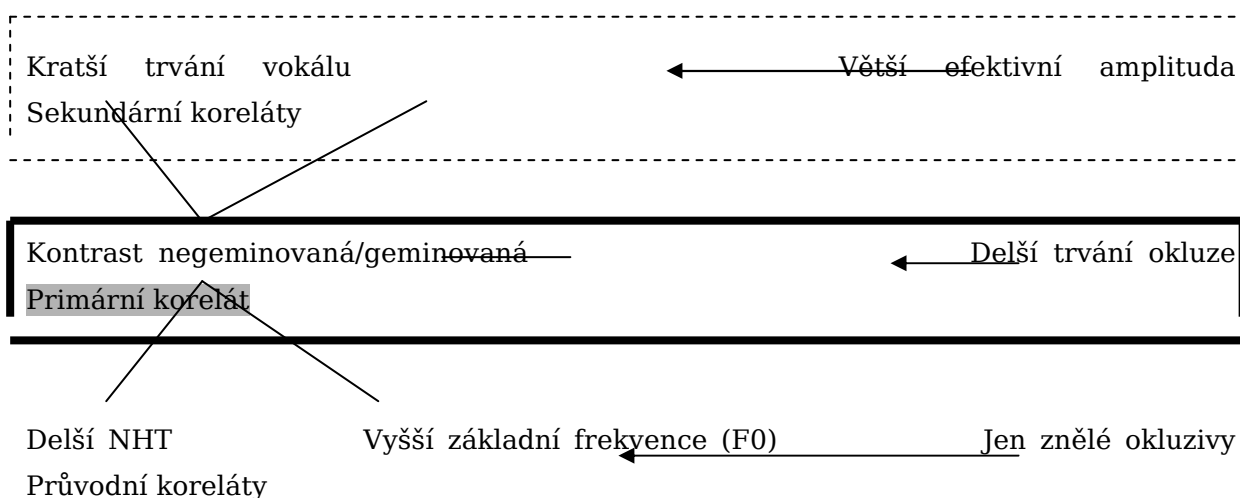 Kratší trvání vokálu Větší efektivní amplituda
Sekundární koreláty
Kontrast negeminovaná/geminovaná Delší trvání okluze
Primární korelát
Delší NHT Vyšší základní frekvence (F0) Jen znělé okluzivy
Průvodní koreláty